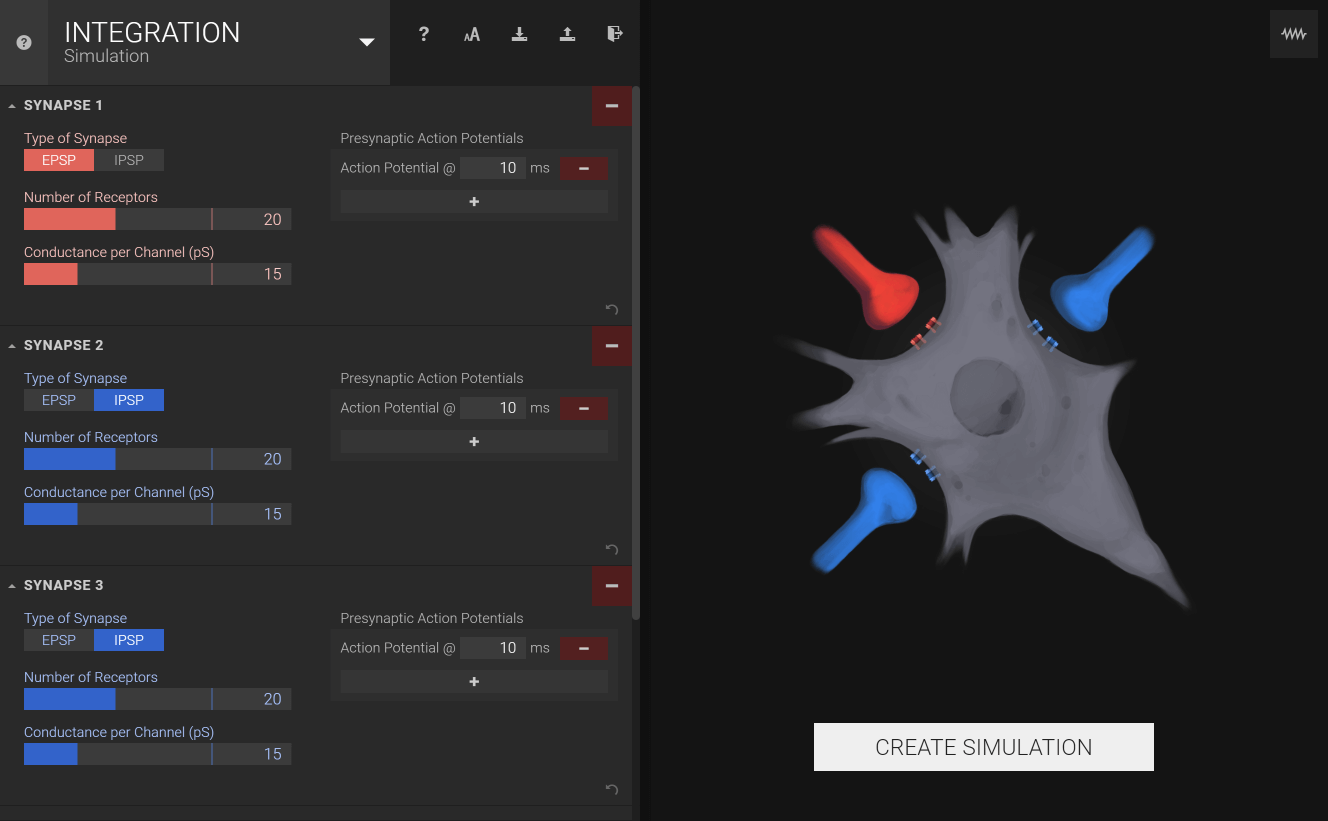 INTEGRATION
Simulation
?
? AA
SYNAPSE 1
Type of Synapse
EPSP IPSP
Number of Receptors
20
Conductance per Channel (pS)
15
Presynaptic Action Potentials
Action Potential @ 10 ms −
+
SYNAPSE 2
Type of Synapse
EPSP IPSP
Number of Receptors
20
Conductance per Channel (pS)
15
Presynaptic Action Potentials
Action Potential @ 10 ms −
+
SYNAPSE 3
Type of Synapse
EPSP IPSP
Number of Receptors
20
Conductance per Channel (pS)
15
Presynaptic Action Potentials
Action Potential @ 10 ms −
+
CREATE SIMULATION